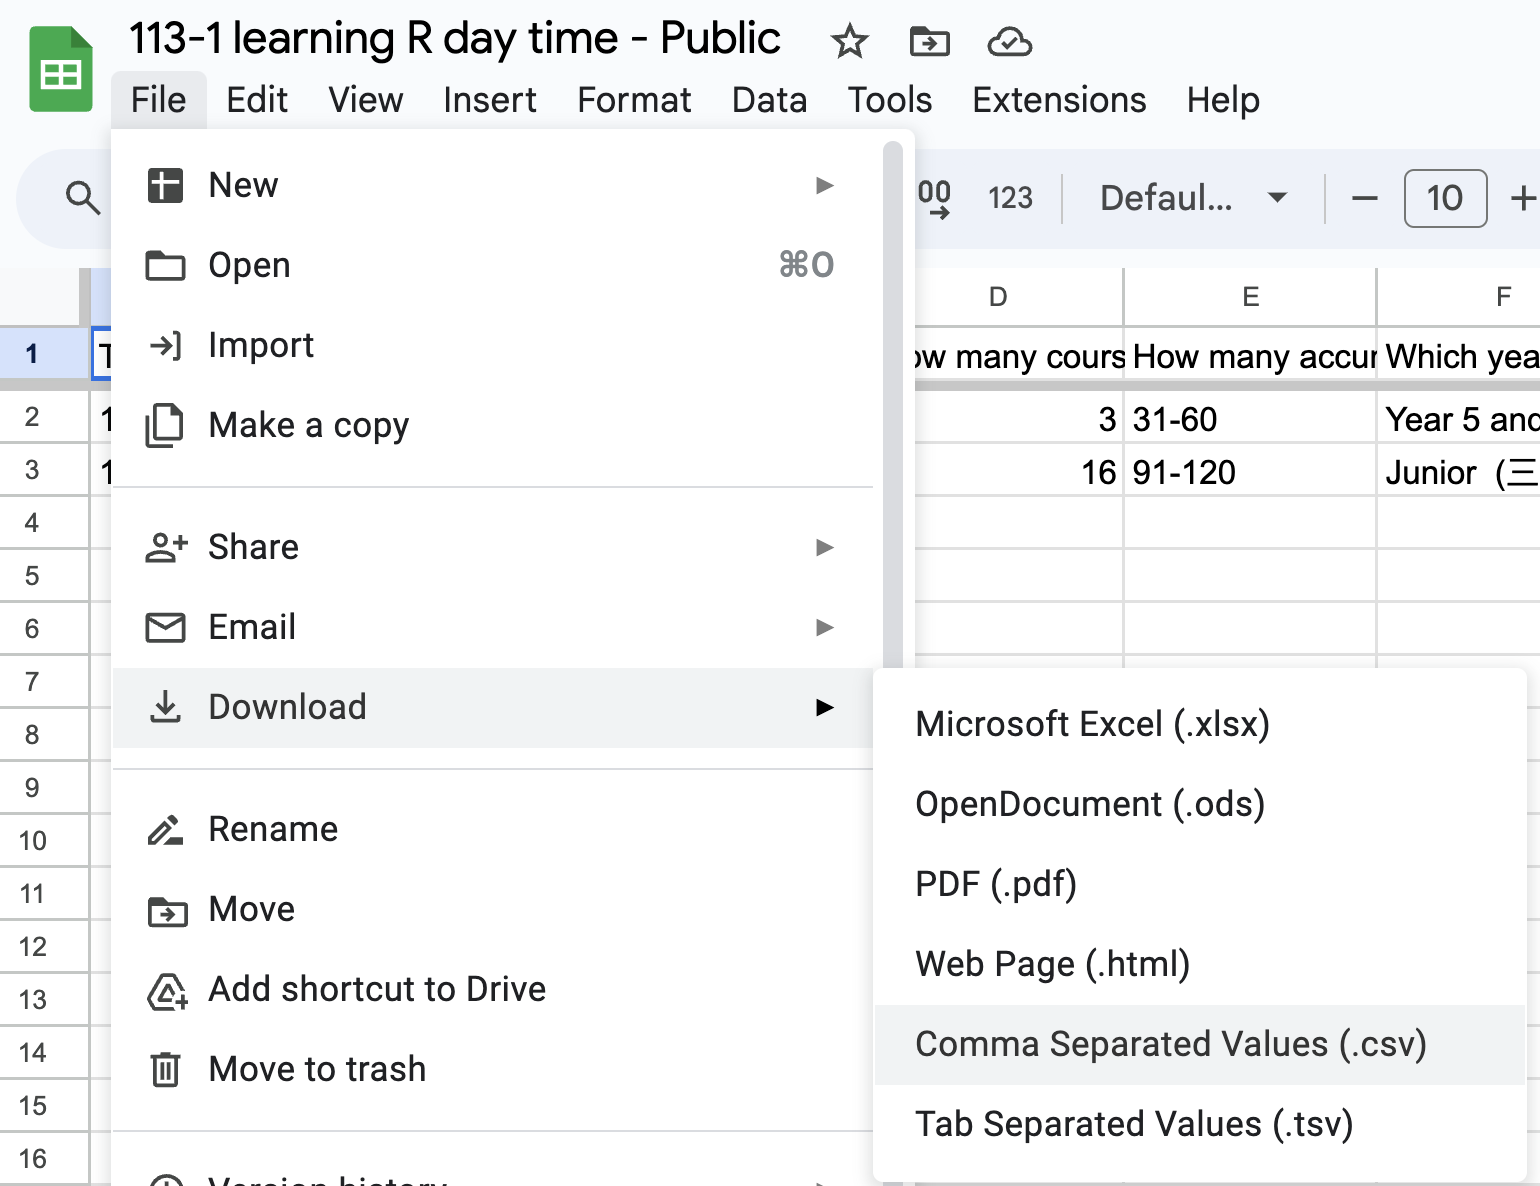 113-1 learning R day time - Public
File Edit View Insert Format Data Tools Extensions Help
New
Open ⌘O
Import
Make a copy
Share
Email
Download
Rename
Move
Add shortcut to Drive
Move to trash
Version history
Microsoft Excel (.xlsx)
OpenDocument (.ods)
PDF (.pdf)
Web Page (.html)
Comma Separated Values (.csv)
Tab Separated Values (.tsv)
00 123 Defaul... 10
D E F
1 ow many cours How many accur Which yea
2 1 3 31-60 Year 5 and
3 1 16 91-120 Junior (三
4
5
6
7
8
9
10
11
12
13
14
15
16